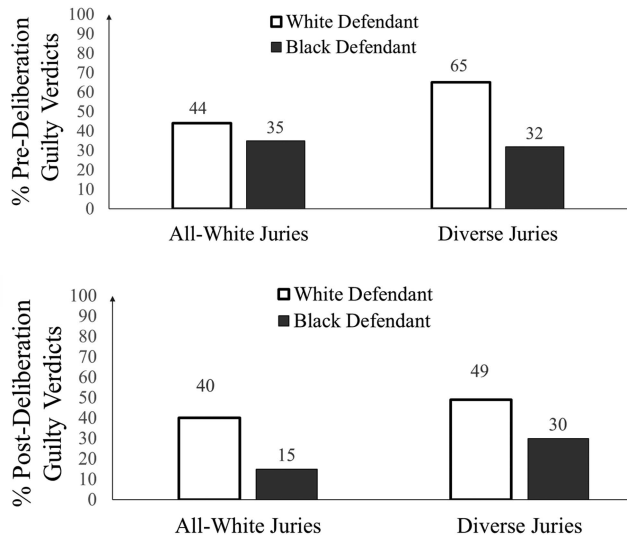 % Pre-Deliberation
Guilty Verdicts
100
90
80
70
60
50
40
30
20
10
0
White Defendant
Black Defendant
44
35
65
32
All-White Juries
Diverse Juries
% Post-Deliberation
Guilty Verdicts
100
90
80
70
60
50
40
30
20
10
0
White Defendant
Black Defendant
40
15
49
30
All-White Juries
Diverse Juries